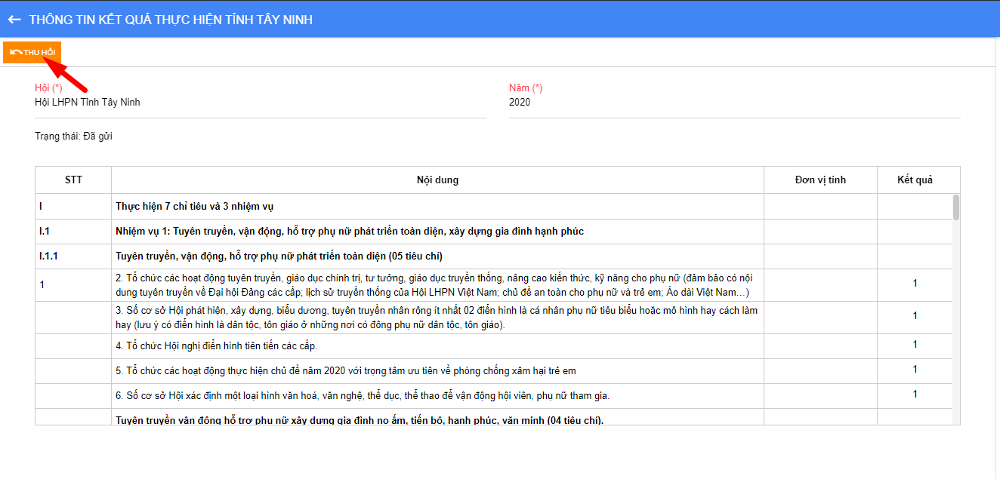 THÔNG TIN KẾT QUẢ THỰC HIỆN TỈNH TÂY NINH
THU HỒI
Hội (*)
Hội LHPN Tỉnh Tây Ninh
Năm (*)
2020
Trạng thái: Đã gửi
STT Nội dung Đơn vị tính Kết quả
I Thực hiện 7 chỉ tiêu và 3 nhiệm vụ
I.1 Nhiệm vụ 1: Tuyên truyền, vận động, hỗ trợ phụ nữ phát triển toàn diện, xây dựng gia đình hạnh phúc
I.1.1 Tuyên truyền, vận động, hỗ trợ phụ nữ phát triển toàn diện (05 tiêu chí)
1
2. Tổ chức các hoạt động tuyên truyền, giáo dục chính trị, tư tưởng, giáo dục truyền thống, nâng cao kiến thức, kỹ năng cho phụ nữ (đảm bảo có nội
dung tuyên truyền về Đại hội Đảng các cấp; lịch sử truyền thống của Hội LHPN Việt Nam; chủ đề an toàn cho phụ nữ và trẻ em; Áo dài Việt Nam…)
1
3. Số cơ sở Hội phát hiện, xây dựng, biểu dương, tuyên truyền nhân rộng ít nhất 02 điển hình là cá nhân phụ nữ tiêu biểu hoặc mô hình hay cách làm
hay (lưu ý có điển hình là dân tộc, tôn giáo ở những nơi có đông phụ nữ dân tộc, tôn giáo).
1
4. Tổ chức Hội nghị điển hình tiên tiến các cấp. 1
5. Tổ chức các hoạt động thực hiện chủ đề năm 2020 với trọng tâm ưu tiên về phòng chống xâm hại trẻ em 1
6. Số cơ sở Hội xác định một loại hình văn hoá, văn nghệ, thể dục, thể thao để vận động hội viên, phụ nữ tham gia. 1
Tuyên truyền vận động hỗ trợ phụ nữ xây dựng gia đình no ấm, tiến bộ, hạnh phúc, văn minh (04 tiêu chí).